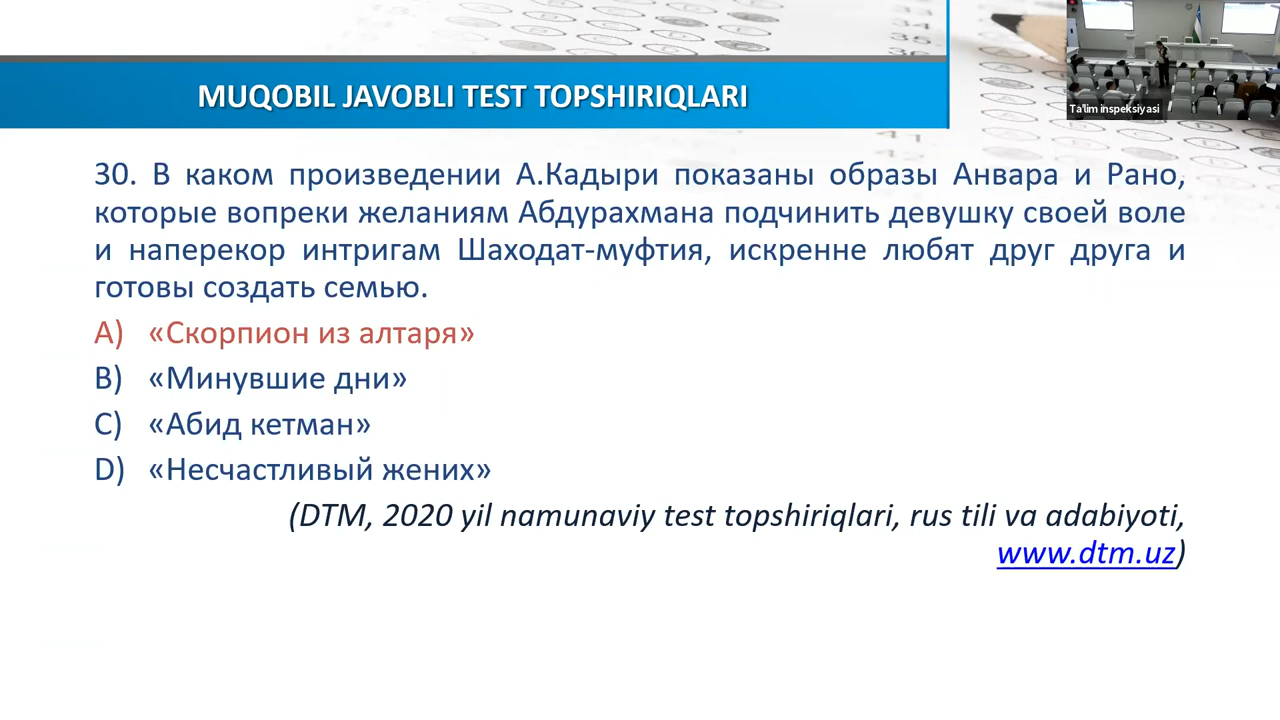 MUQOBIL JAVOBLI TEST TOPSHIRIQLARI
Ta'lim inspeksiyasi
30. В каком произведении А.Кадыри показаны образы Анвара и Рано,
которые вопреки желаниям Абдурахмана подчинить девушку своей воле
и наперекор интригам Шаходат-муфтия, искренне любят друг друга и
готовы создать семью.
A) «Скорпион из алтаря»
B) «Минувшие дни»
C) «Абид кетман»
D) «Несчастливый жених»
(DTM, 2020 yil namunaviy test topshiriqlari, rus tili va adabiyoti,
www.dtm.uz)